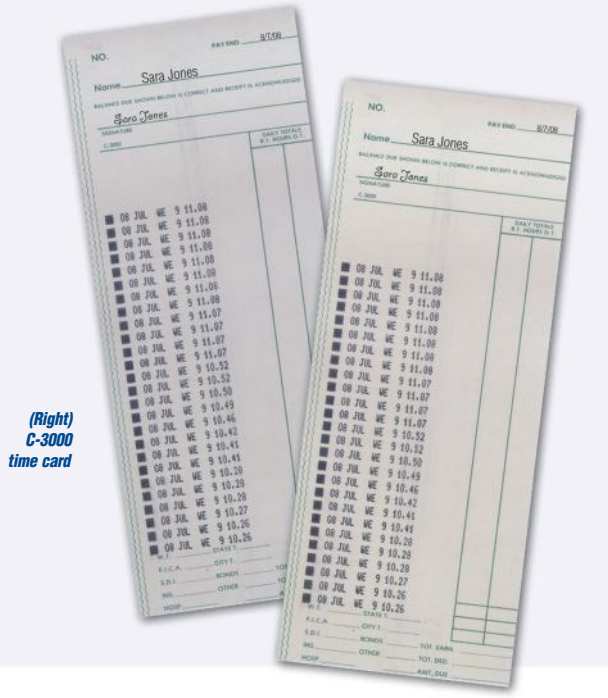 NO.
PAY END 8/7/08
Name Sara Jones
BALANCE DUE SHOWN BELOW IS CORRECT AND RECEIPT IS ACKNOWLEDGED
Sara Jones
SIGNATURE
C-3000
DAILY TOTALS
R.T. HOURS O.T.
08 JUL WE 9 11.08
08 JUL WE 9 11.08
08 JUL WE 9 11.08
08 JUL WE 9 11.08
08 JUL WE 9 11.08
08 JUL WE 9 11.08
08 JUL WE 9 11.08
08 JUL WE 9 11.08
08 JUL WE 9 11.07
08 JUL WE 9 11.07
08 JUL WE 9 11.07
08 JUL WE 9 11.07
08 JUL WE 9 10.52
08 JUL WE 9 10.52
08 JUL WE 9 10.50
08 JUL WE 9 10.49
08 JUL WE 9 10.46
08 JUL WE 9 10.42
08 JUL WE 9 10.41
08 JUL WE 9 10.41
08 JUL WE 9 10.28
08 JUL WE 9 10.28
08 JUL WE 9 10.28
08 JUL WE 9 10.27
08 JUL WE 9 10.26
08 JUL WE 9 10.26
W.T. STATE T.
F.I.C.A. CITY T.
S.D.I. BONDS TOT
INS. OTHER TO
HOSP
NO.
PAY END 8/7/08
Name Sara Jones
BALANCE DUE SHOWN BELOW IS CORRECT AND RECEIPT IS ACKNOWLEDGED
Sara Jones
SIGNATURE
C-3000
DAILY TOTALS
R.T. HOURS O.T.
08 JUL WE 9 11.08
08 JUL WE 9 11.08
08 JUL WE 9 11.08
08 JUL WE 9 11.08
08 JUL WE 9 11.08
08 JUL WE 9 11.08
08 JUL WE 9 11.08
08 JUL WE 9 11.08
08 JUL WE 9 11.07
08 JUL WE 9 11.07
08 JUL WE 9 11.07
08 JUL WE 9 11.07
08 JUL WE 9 10.52
08 JUL WE 9 10.52
08 JUL WE 9 10.50
08 JUL WE 9 10.49
08 JUL WE 9 10.46
08 JUL WE 9 10.42
08 JUL WE 9 10.41
08 JUL WE 9 10.41
08 JUL WE 9 10.28
08 JUL WE 9 10.28
08 JUL WE 9 10.28
08 JUL WE 9 10.27
08 JUL WE 9 10.26
08 JUL WE 9 10.26
W.T. STATE T.
F.I.C.A. CITY T.
S.D.I. BONDS TOT. EARN.
INS. OTHER TOT. DED.
HOSP AMT. DUE
(Right)
C-3000
time card